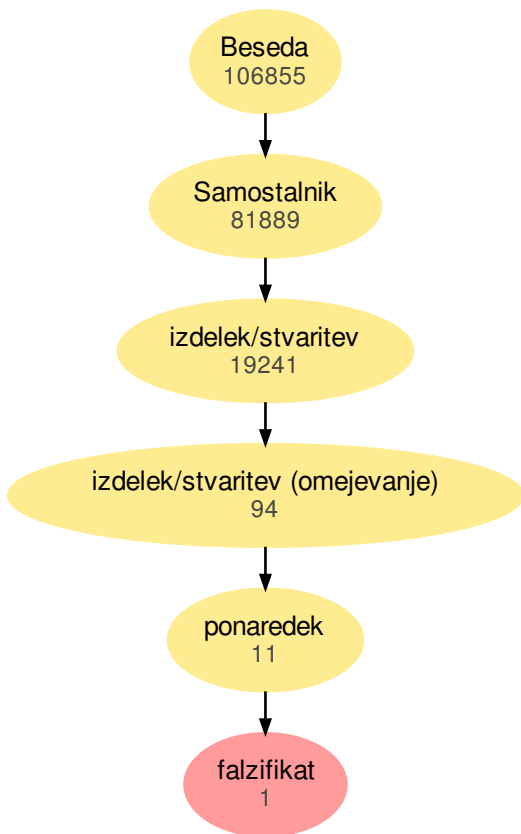 Beseda
106855
Samostalnik
81889
izdelek/stvaritev
19241
izdelek/stvaritev (omejevanje)
94
ponaredek
11
falzifikat
1